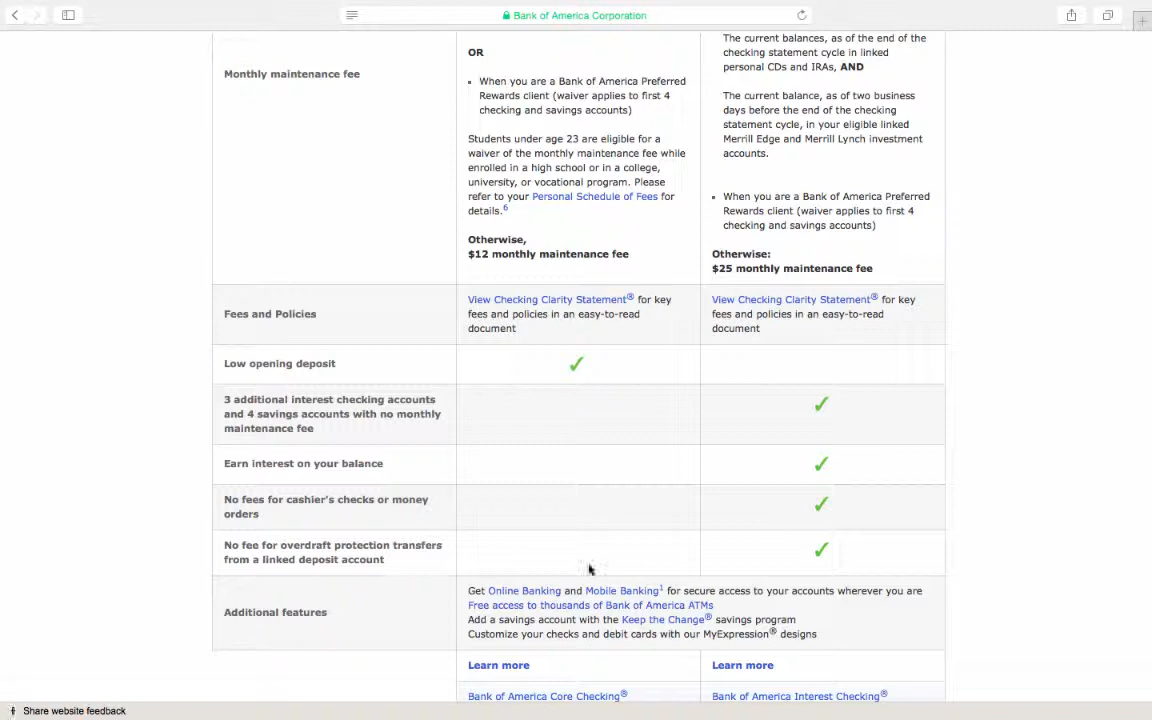 Bank of America Corporation
Monthly maintenance fee
OR
When you are a Bank of America Preferred
Rewards client (waiver applies to first 4
checking and savings accounts)
Students under age 23 are eligible for a
waiver of the monthly maintenance fee while
enrolled in a high school or in a college,
university, or vocational program. Please
refer to your Personal Schedule of Fees for
details.6
Otherwise,
$12 monthly maintenance fee
The current balances, as of the end of the
checking statement cycle in linked
personal CDs and IRAs, AND
The current balance, as of two business
days before the end of the checking
statement cycle, in your eligible linked
Merrill Edge and Merrill Lynch investment
accounts.
When you are a Bank of America Preferred
Rewards client (waiver applies to first 4
checking and savings accounts)
Otherwise:
$25 monthly maintenance fee
Fees and Policies
View Checking Clarity Statement® for key
fees and policies in an easy-to-read
document
View Checking Clarity Statement® for key
fees and policies in an easy-to-read
document
Low opening deposit
✓
3 additional interest checking accounts
and 4 savings accounts with no monthly
maintenance fee
✓
Earn interest on your balance
✓
No fees for cashier's checks or money
orders
✓
No fee for overdraft protection transfers
from a linked deposit account
✓
Additional features
Get Online Banking and Mobile Banking1 for secure access to your accounts wherever you are
Free access to thousands of Bank of America ATMs
Add a savings account with the Keep the Change® savings program
Customize your checks and debit cards with our MyExpression® designs
Learn more
Learn more
Bank of America Core Checking®
Bank of America Interest Checking®
Share website feedback